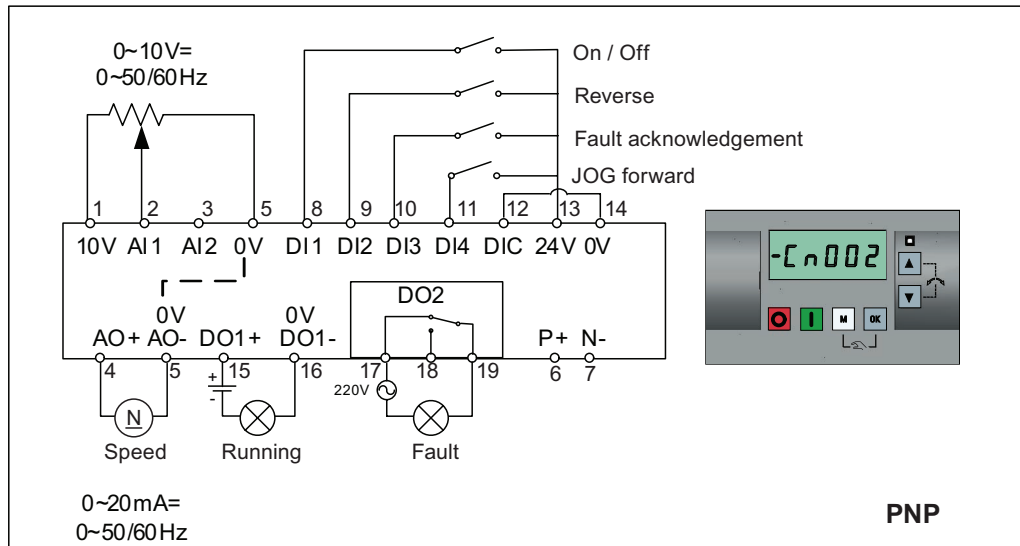 0~10V=
0~50/60Hz
On / Off
Reverse
Fault acknowledgement
JOG forward
1 2 3 5 8 9 10 11 12 13 14
10V AI1 AI2 0V DI1 DI2 DI3 DI4 DIC 24V 0V
-Cn002
DO2
0V 0V
AO+ AO- DO1+ DO1- P+ N-
4 5 15 16 17 18 19 6 7
M OK
+
-
220V
N
Speed Running Fault
0~20mA=
0~50/60Hz
PNP